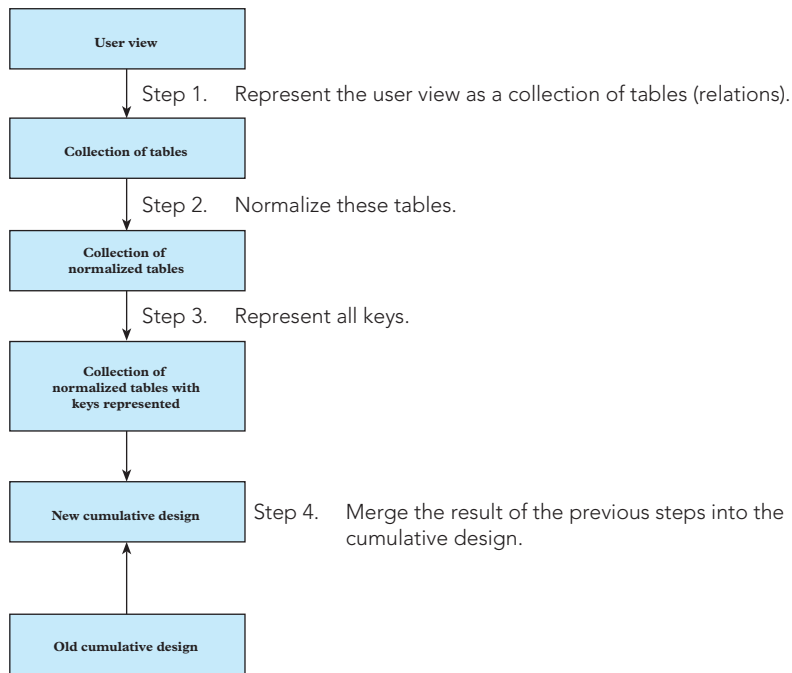 User view
Step 1. Represent the user view as a collection of tables (relations).
Collection of tables
Step 2. Normalize these tables.
Collection of
normalized tables
Step 3. Represent all keys.
Collection of
normalized tables with
keys represented
New cumulative design
Step 4. Merge the result of the previous steps into the
cumulative design.
Old cumulative design